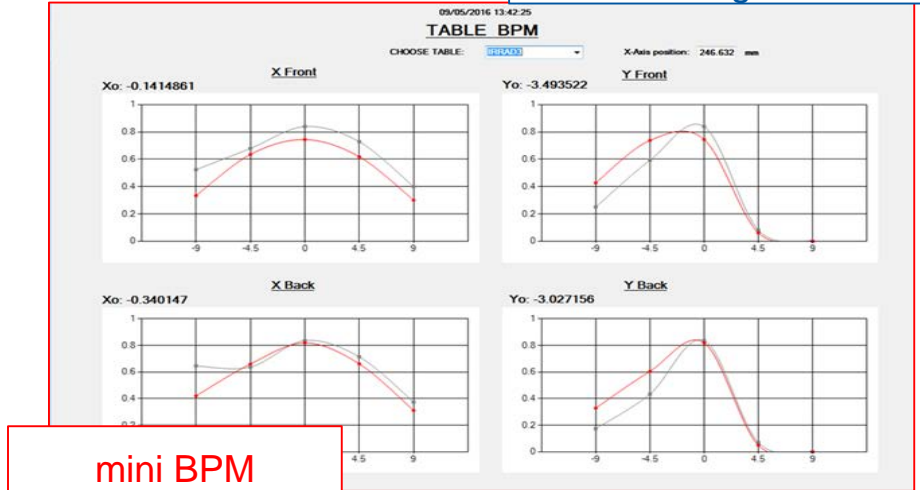 09/05/2016 13:42:25
TABLE BPM
CHOOSE TABLE: IRRAD3 X-Axis position: 246.632 mm
X Front
Xo: -0.1414861
1
0.8
0.6
0.4
0.2
0
-9 -4.5 0 4.5 9
Y Front
Yo: -3.493522
1
0.8
0.6
0.4
0.2
0
-9 -4.5 0 4.5 9
X Back
Xo: -0.340147
1
0.8
0.6
0.4
4.5 9
Y Back
Yo: -3.027156
1
0.8
0.6
0.4
0.2
0
-9 -4.5 0 4.5 9
mini BPM